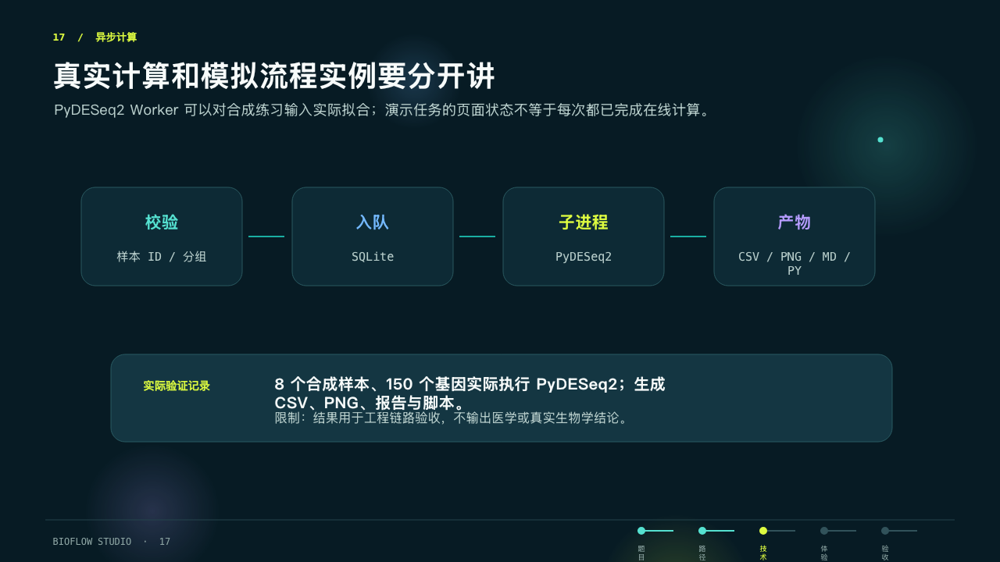 17 / 异步计算
真实计算和模拟流程实例要分开讲
PyDESeq2 Worker 可以对合成练习输入实际拟合；演示任务的页面状态不等于每次都已完成在线计算。
校验
样本 ID / 分组
入队
SQLite
子进程
PyDESeq2
产物
CSV / PNG / MD /
PY
实际验证记录
8 个合成样本、150 个基因实际执行 PyDESeq2；生成
CSV、PNG、报告与脚本。
限制：结果用于工程链路验收，不输出医学或真实生物学结论。
BIOFLOW STUDIO · 17
题目
路径
技术
体验
验收